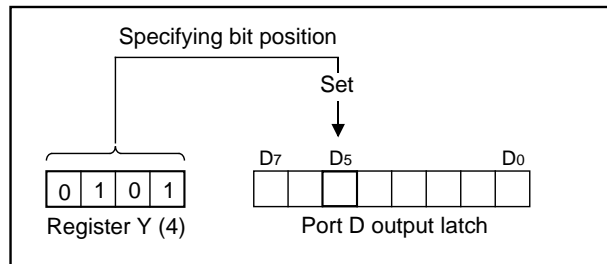 Specifying bit position
Set
D7 D5 D0
0 1 0 1
Register Y (4) Port D output latch